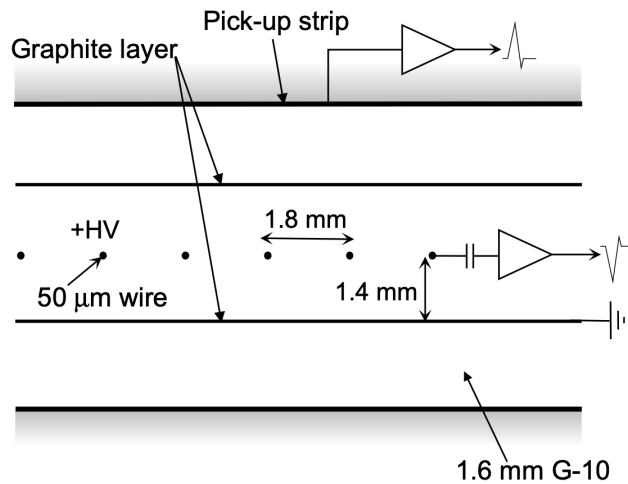 Pick-up strip
Graphite layer
1.8 mm
+HV
50 μm wire
1.4 mm
1.6 mm G-10